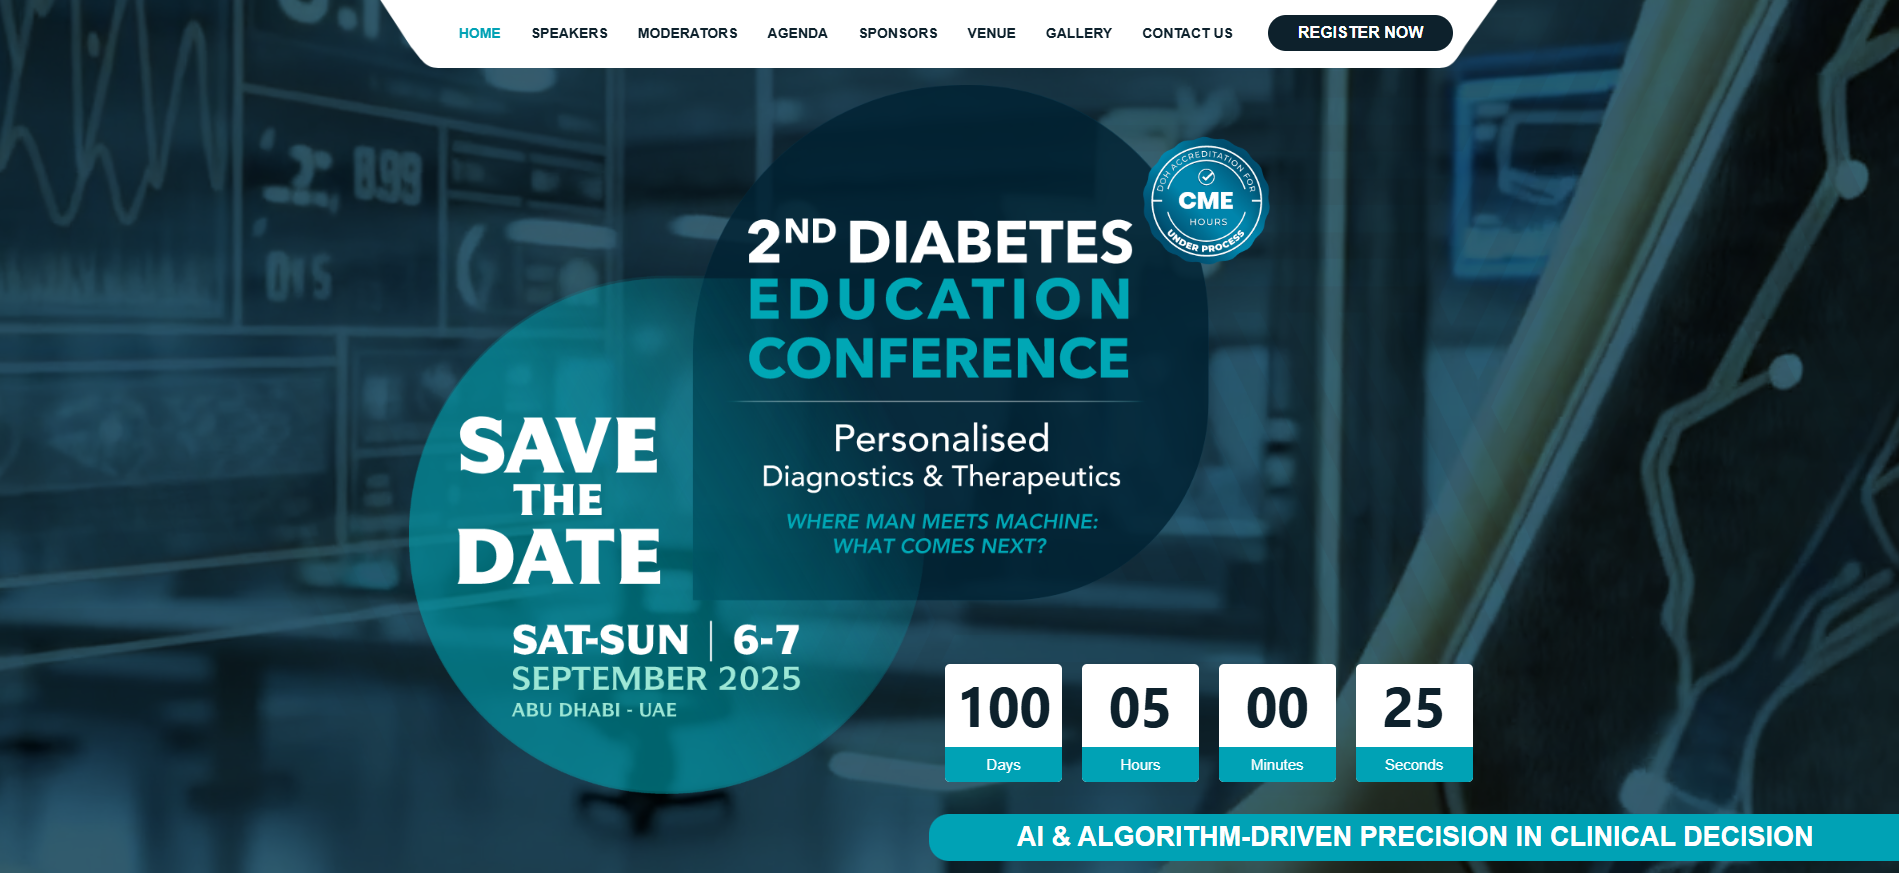 HOME SPEAKERS MODERATORS AGENDA SPONSORS VENUE GALLERY CONTACT US REGISTER NOW
DOH ACCREDITATION FOR
CME
HOURS
UNDER PROCESS
2ND DIABETES
EDUCATION
CONFERENCE
Personalised
Diagnostics & Therapeutics
WHERE MAN MEETS MACHINE:
WHAT COMES NEXT?
SAVE
THE
DATE
SAT-SUN | 6-7
SEPTEMBER 2025
ABU DHABI - UAE
100 05 00 25
Days Hours Minutes Seconds
AI & ALGORITHM-DRIVEN PRECISION IN CLINICAL DECISION